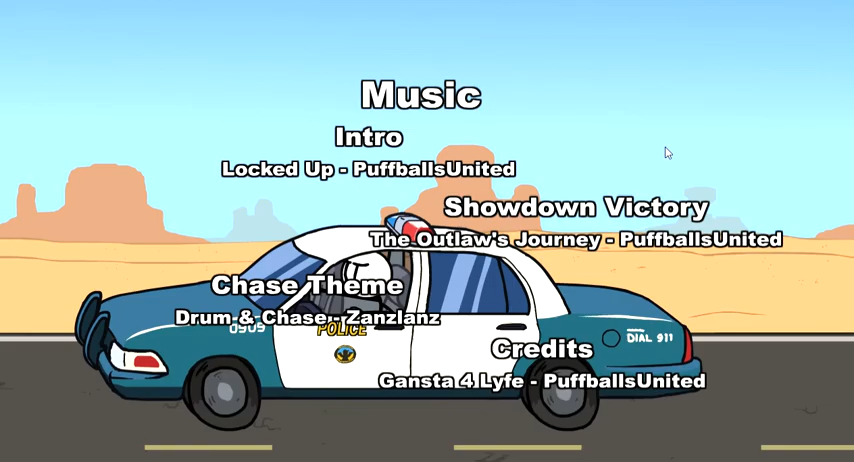 Music
Intro
Locked Up - PuffballsUnited
Showdown Victory
The Outlaw's Journey - PuffballsUnited
Chase Theme
Drum & Chase - Zanzlanz
0909
POLICE
DIAL 911
Credits
Gansta 4 Lyfe - PuffballsUnited